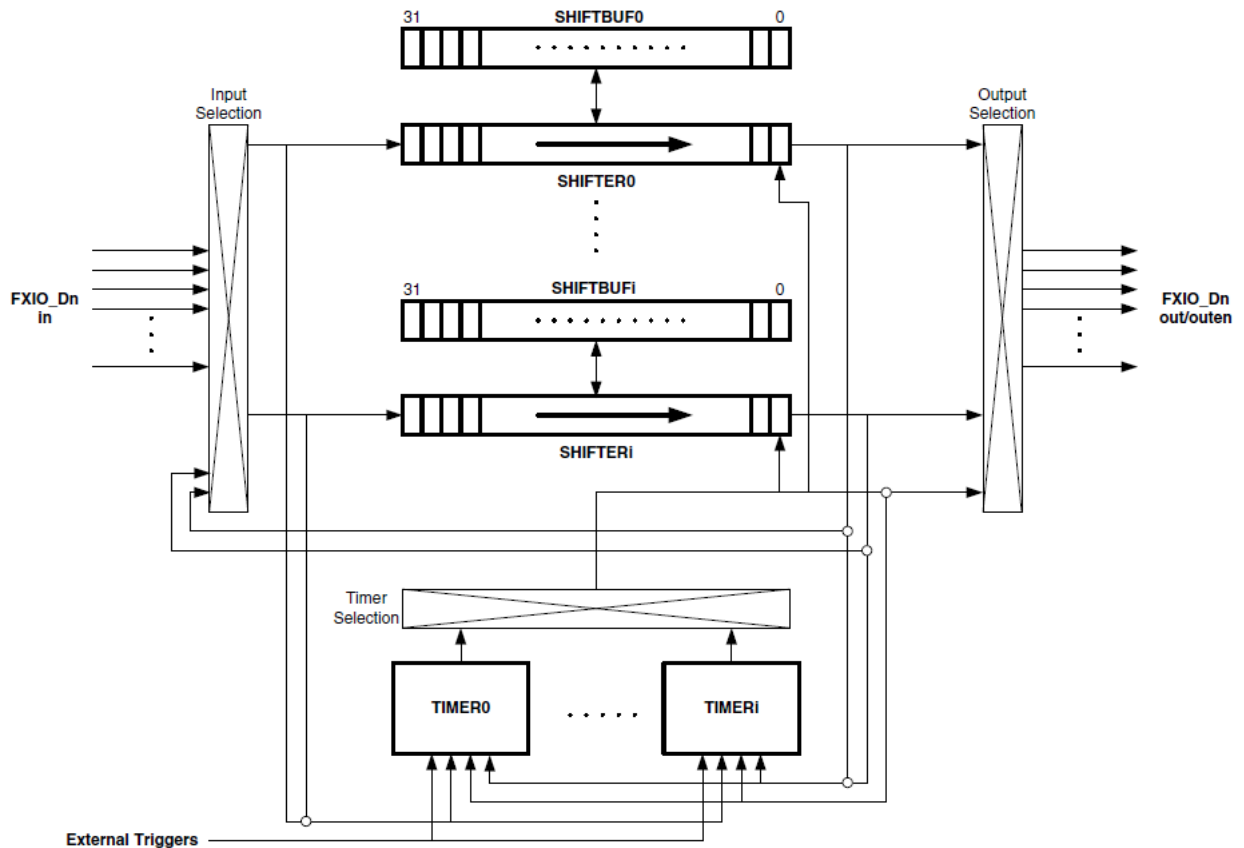 31 SHIFTBUF0 0
Input
Selection
Output
Selection
SHIFTER0
31 SHIFTBUFi 0
FXIO_Dn
in
FXIO_Dn
out/outen
SHIFTERi
Timer
Selection
TIMER0
TIMERi
External Triggers